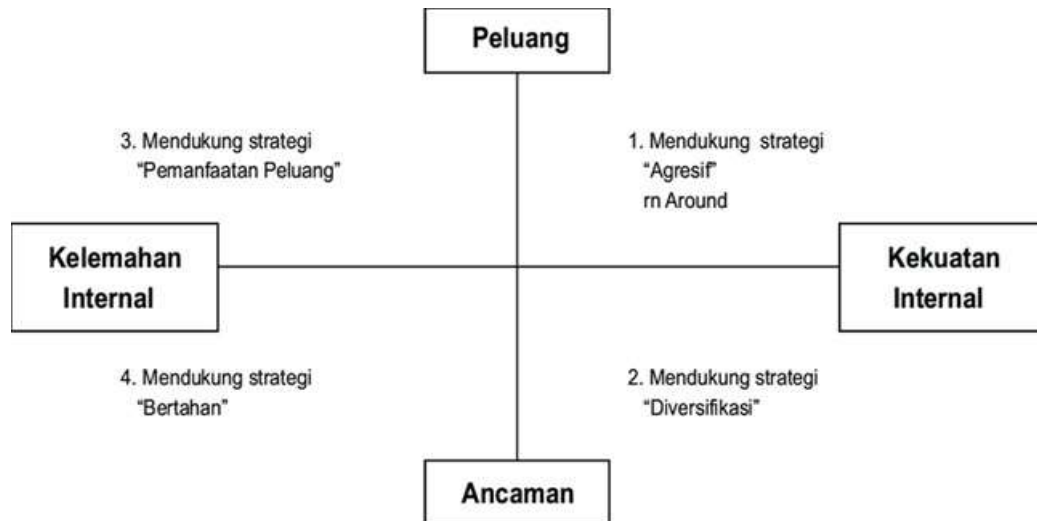 Peluang
3. Mendukung strategi
“Pemanfaatan Peluang”
1. Mendukung strategi
“Agresif”
rn Around
Kelemahan
Internal
Kekuatan
Internal
4. Mendukung strategi
“Bertahan”
2. Mendukung strategi
“Diversifikasi”
Ancaman